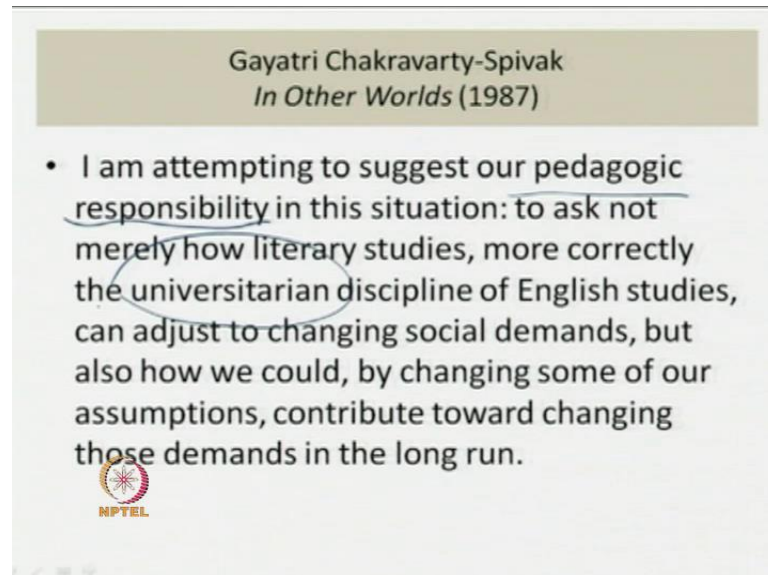 Gayatri Chakravarty-Spivak
In Other Worlds (1987)
• I am attempting to suggest our pedagogic
responsibility in this situation: to ask not
merely how literary studies, more correctly
the universitarian discipline of English studies,
can adjust to changing social demands, but
also how we could, by changing some of our
assumptions, contribute toward changing
those demands in the long run.
NPTEL